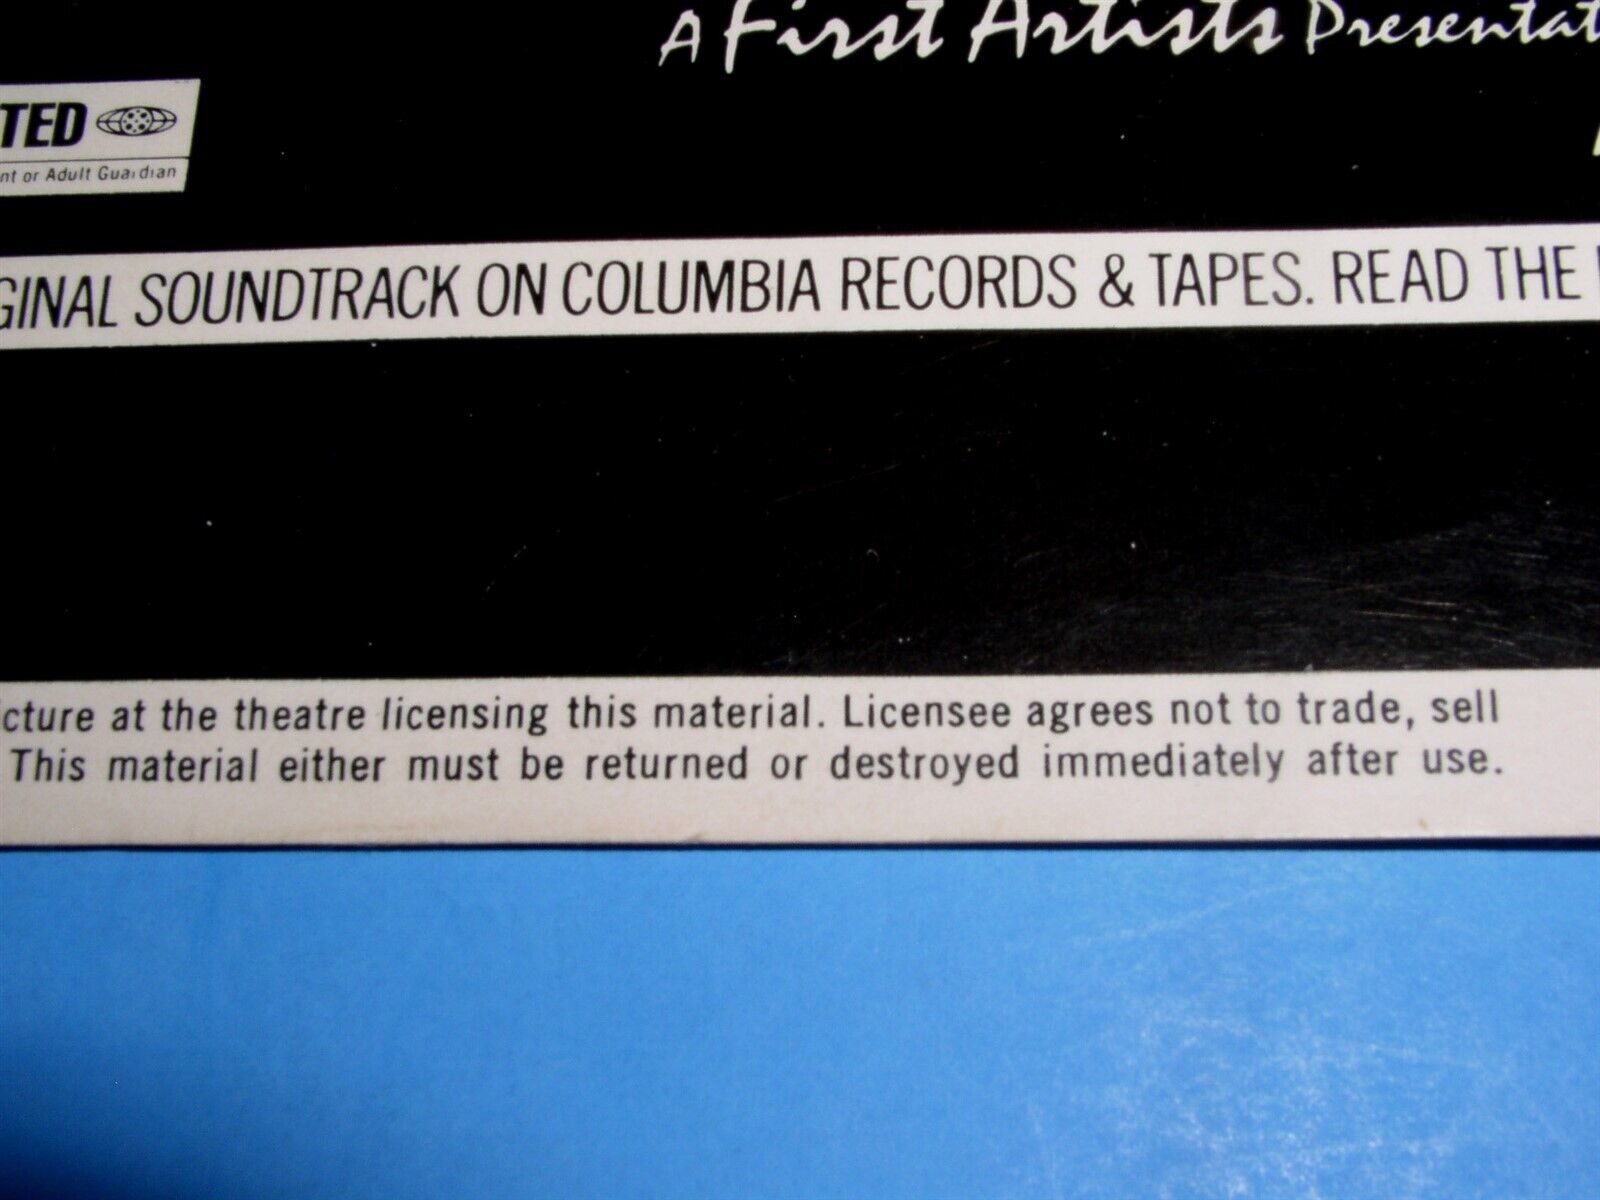 A First Artists Presentat
TED
nt or Adult Guardian
GINAL SOUNDTRACK ON COLUMBIA RECORDS & TAPES. READ THE
cture at the theatre licensing this material. Licensee agrees not to trade, sell
This material either must be returned or destroyed immediately after use.